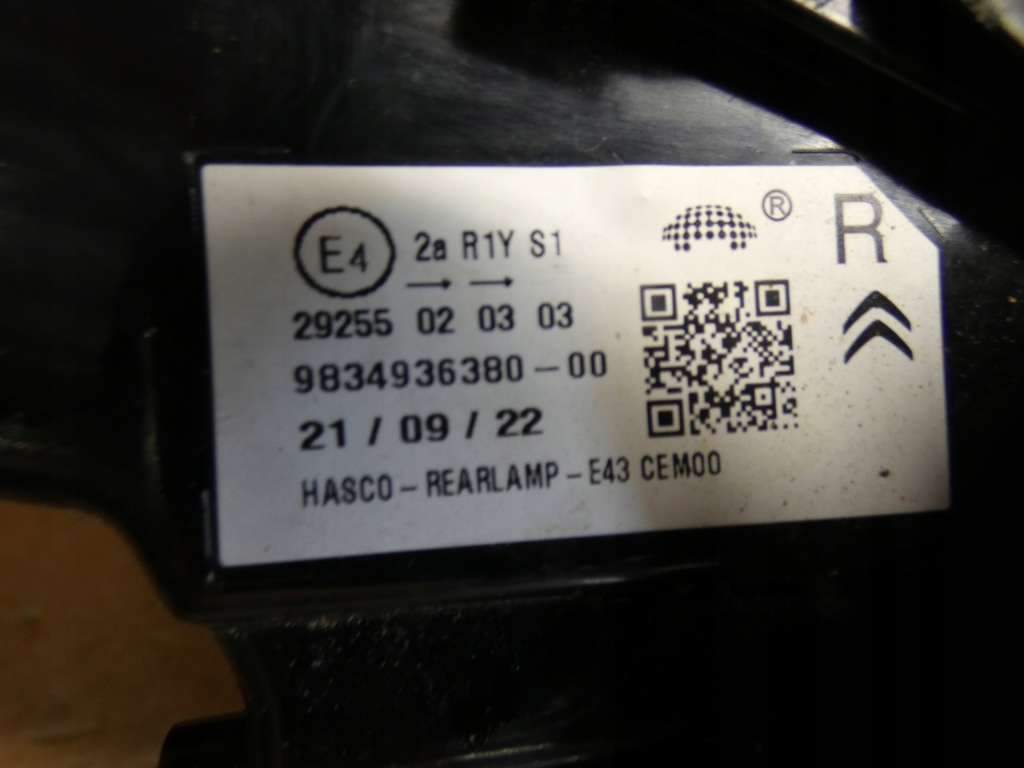 E4 2a R1Y S1 ® R
→ →
29255 02 03 03
9834936380-00
21 / 09 / 22
HASCO-REARLAMP-E43 CEM00